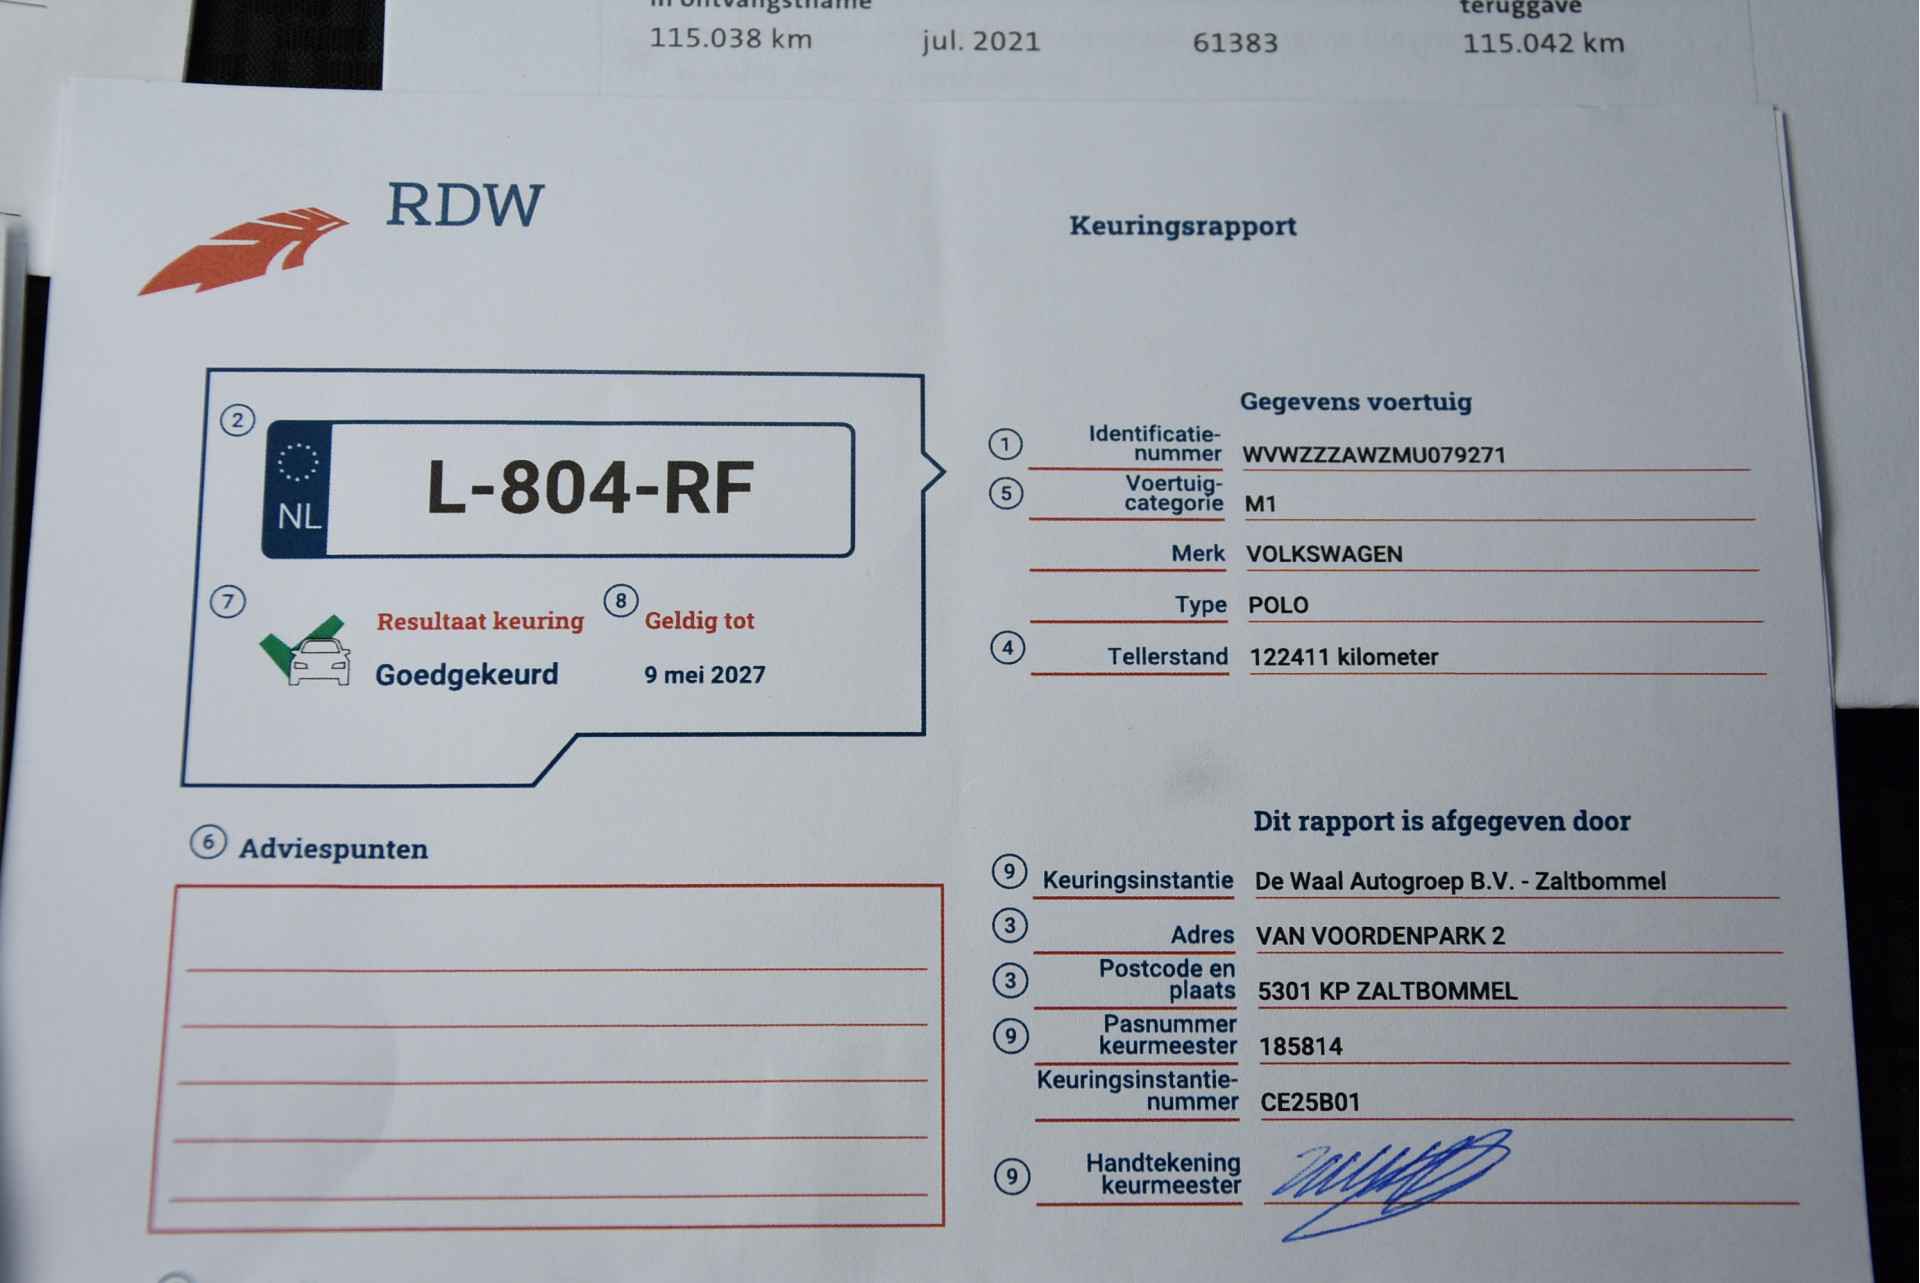 in ontvangstname
teruggave
115.038 km
jul. 2021
61383
115.042 km
RDW
Keuringsrapport
2
NL
L-804-RF
7
Resultaat keuring
8
Geldig tot
Goedgekeurd
9 mei 2027
Gegevens voertuig
1
Identificatie-
nummer
WVWZZZAWZMU079271
5
Voertuig-
categorie
M1
Merk
VOLKSWAGEN
Type
POLO
4
Tellerstand
122411 kilometer
6
Adviespunten
Dit rapport is afgegeven door
9
Keuringsinstantie
De Waal Autogroep B.V. - Zaltbommel
3
Adres
VAN VOORDENPARK 2
3
Postcode en
plaats
5301 KP ZALTBOMMEL
9
Pasnummer
keurmeester
185814
Keuringsinstantie-
nummer
CE25B01
9
Handtekening
keurmeester